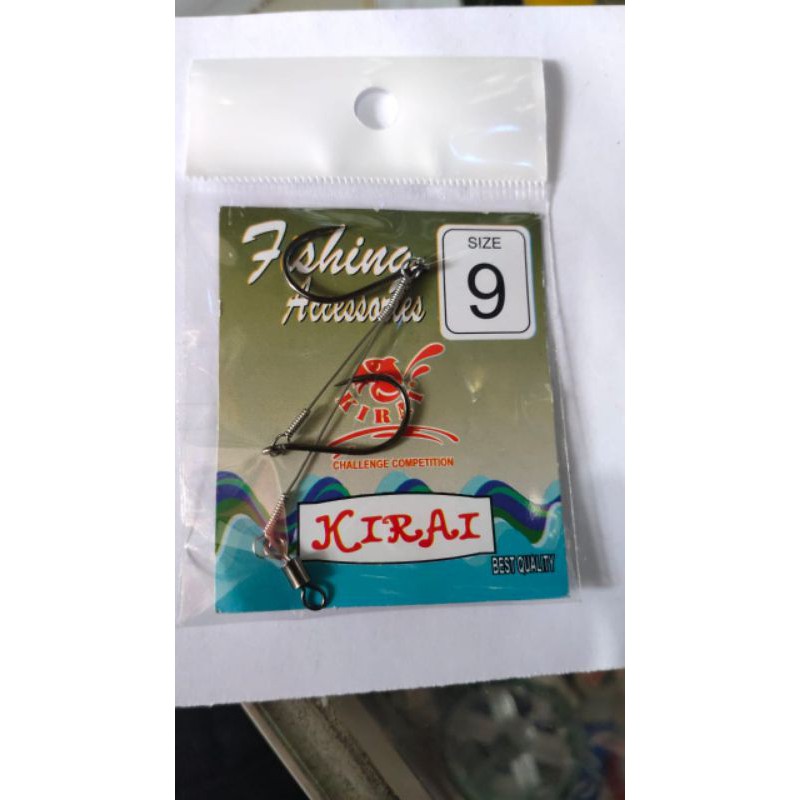 Fishing
Accessories
SIZE
9
KIRAI
CHALLENGE COMPETITION
KIRAI
BEST QUALITY